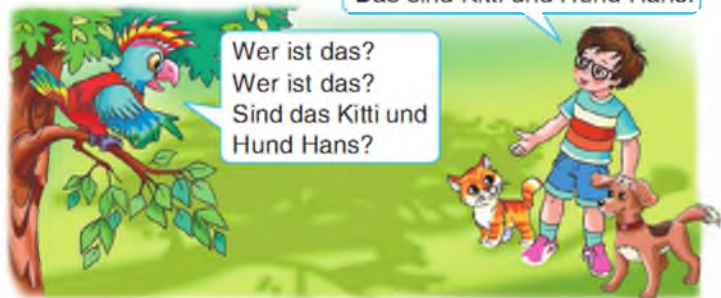 Das sind Kitti und Hund Hans.
Wer ist das?
Wer ist das?
Sind das Kitti und
Hund Hans?